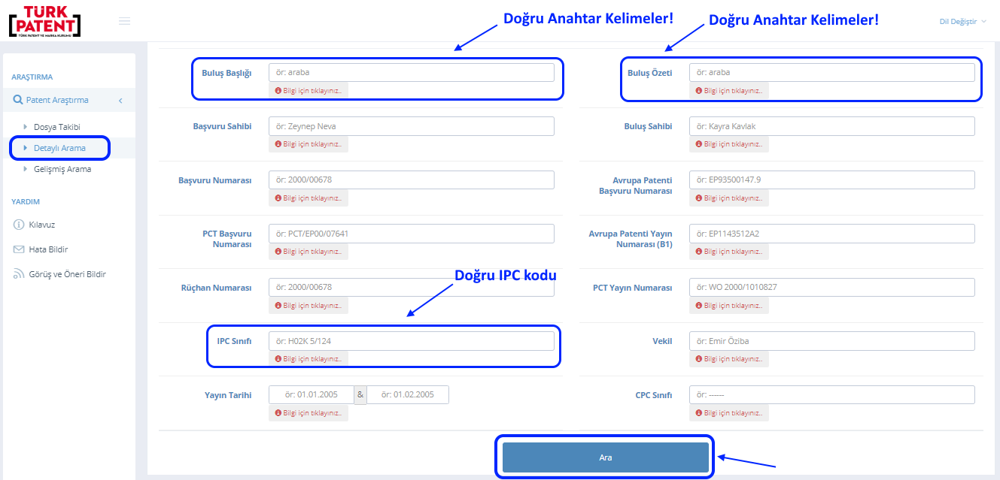 TÜRK
PATENT
TÜRK PATENT VE MARKA KURUMU
Doğru Anahtar Kelimeler!
Doğru Anahtar Kelimeler!
Dil Değiştir
ARAŞTIRMA
Patent Araştırma
Dosya Takibi
Detaylı Arama
Gelişmiş Arama
YARDIM
Kılavuz
Hata Bildir
Görüş ve Öneri Bildir
Buluş Başlığı
ör: araba
Bilgi için tıklayınız..
Buluş Özeti
ör: araba
Bilgi için tıklayınız..
Başvuru Sahibi
ör: Zeynep Neva
Bilgi için tıklayınız..
Buluş Sahibi
ör: Kayra Kavlak
Bilgi için tıklayınız..
Başvuru Numarası
ör: 2000/00678
Bilgi için tıklayınız..
Avrupa Patenti
Başvuru Numarası
ör: EP93500147.9
Bilgi için tıklayınız..
PCT Başvuru
Numarası
ör: PCT/EP00/07641
Bilgi için tıklayınız..
Avrupa Patenti Yayın
Numarası (B1)
ör: EP1143512A2
Bilgi için tıklayınız..
Doğru IPC kodu
Rüçhan Numarası
ör: 2000/00678
Bilgi için tıklayınız..
PCT Yayın Numarası
ör: WO 2000/1010827
Bilgi için tıklayınız..
IPC Sınıfı
ör: H02K 5/124
Bilgi için tıklayınız..
Vekil
ör: Emir Öziba
Bilgi için tıklayınız..
Yayın Tarihi
ör: 01.01.2005 & ör: 01.02.2005
Bilgi için tıklayınız..
CPC Sınıfı
ör: ------
Bilgi için tıklayınız..
Ara